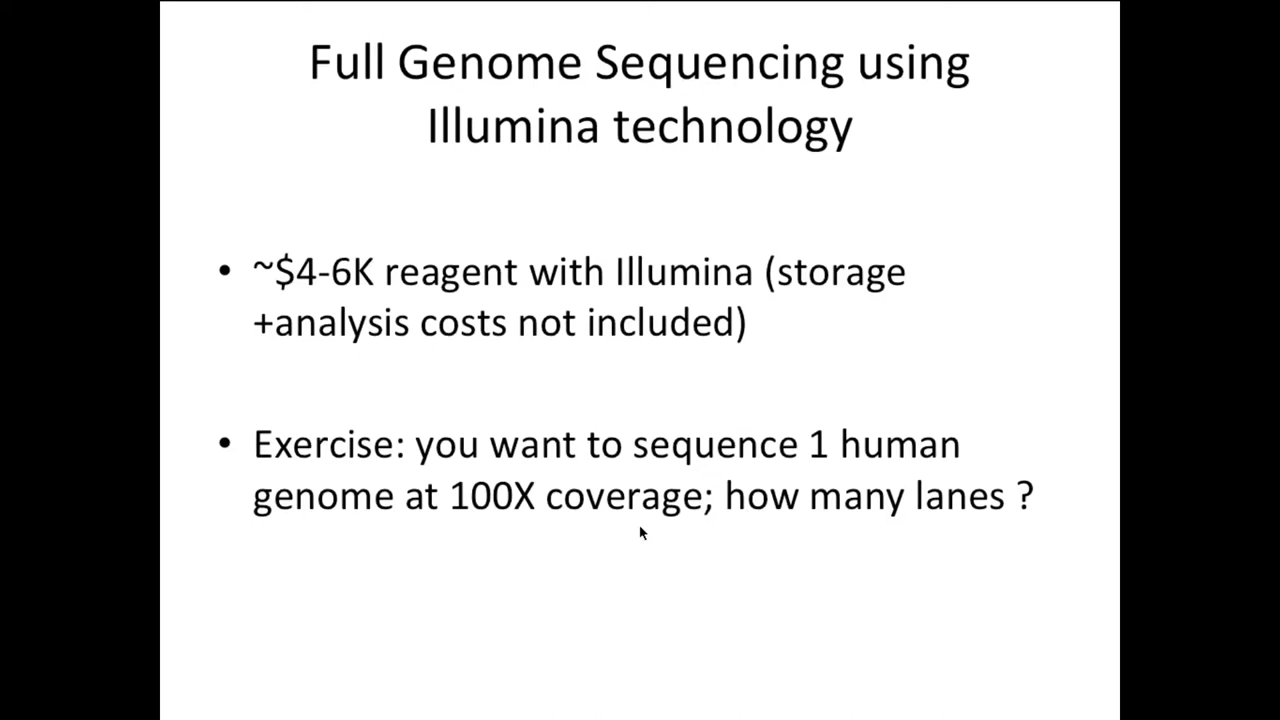 Full Genome Sequencing using
Illumina technology
• ~$4-6K reagent with Illumina (storage
+analysis costs not included)
• Exercise: you want to sequence 1 human
genome at 100X coverage; how many lanes ?